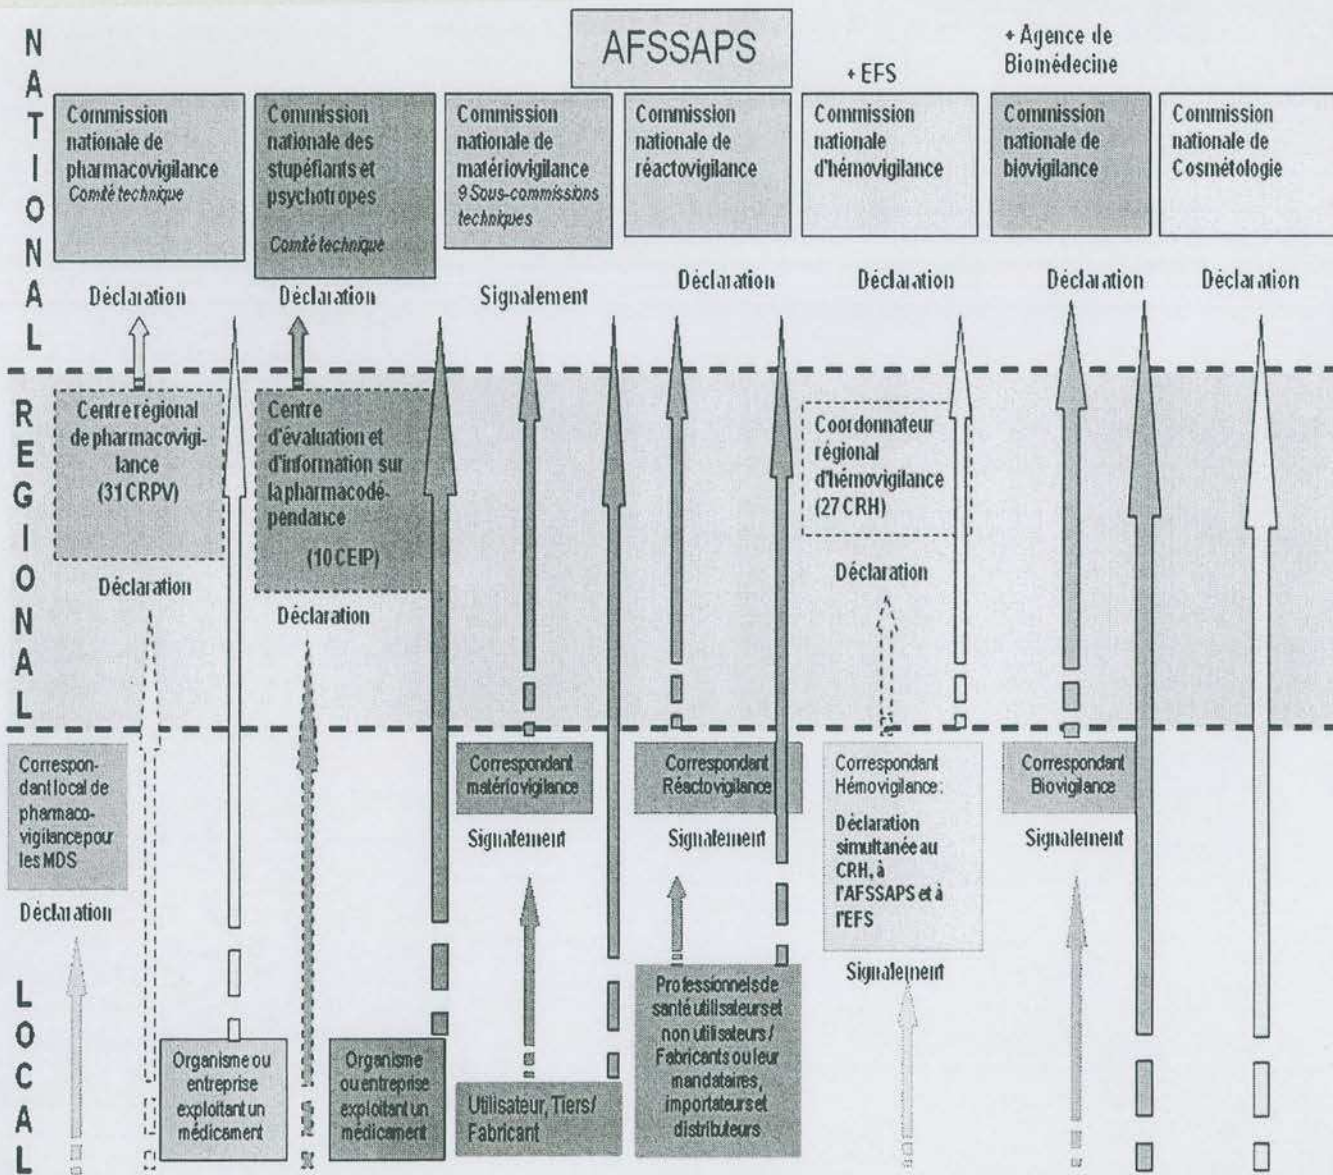 NATIONAL
AFSSAPS
+ EFS
+ Agence de
Biomédecine
Commission
nationale de
pharmacovigilance
Comité technique
Commission
nationale des
stupéfiants et
psychotropes
Comité technique
Commission
nationale de
matériovigilance
9 Sous-commissions
techniques
Commission
nationale de
réactovigilance
Commission
nationale
d'hémovigilance
Commission
nationale de
biovigilance
Commission
nationale de
Cosmétologie
Déclaration
Déclaration
Signalement
Déclaration
Déclaration
Déclaration
Déclaration
REGIONAL
Centre régional
de pharmacovigi-
lance
(31 CRPV)
Déclaration
Centre
d'évaluation et
d'information sur
la pharmacodé-
pendance
(10 CEIP)
Déclaration
Coordonnateur
régional
d'hémovigilance
(27 CRH)
Déclaration
LOCAL
Correspon-
dant local de
pharmaco-
vigilance pour
les MDS
Déclaration
Correspondant
matériovigilance
Signalement
Correspondant
Réactovigilance
Signalement
Correspondant
Hémovigilance :
Déclaration
simultanée au
CRH, à
l'AFSSAPS et à
l'EFS
Signalement
Correspondant
Biovigilance
Signalement
Organisme ou
entreprise
exploitant un
médicament
Organisme
ou entreprise
exploitant un
médicament
Utilisateur, Tiers /
Fabricant
Professionnels de
santé utilisateurs et
non utilisateurs /
Fabricants ou leur
mandataires,
importateurs et
distributeurs